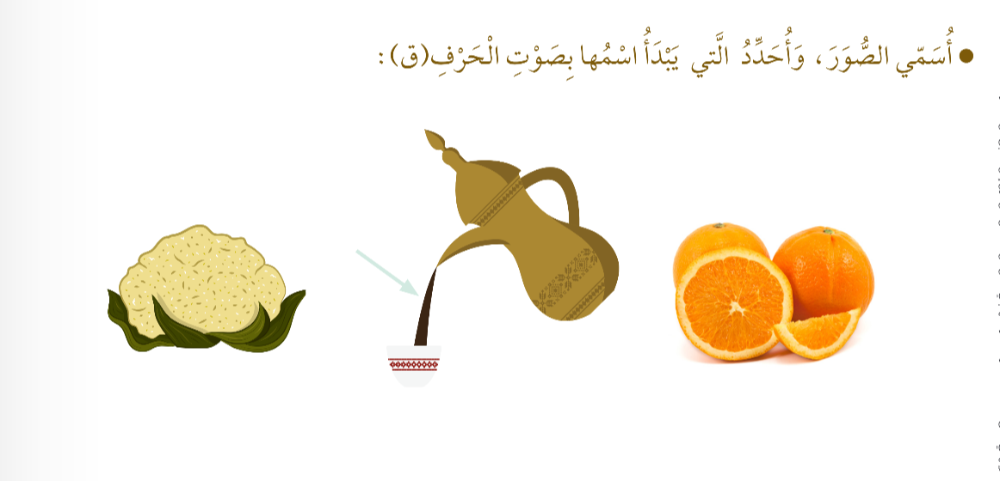 • أُسَمّي الصُّوَرَ، وَأُحَدِّدُ الَّتي يَبْدَأُ اسْمُها بِصَوْتِ الْحَرْفِ(ق):